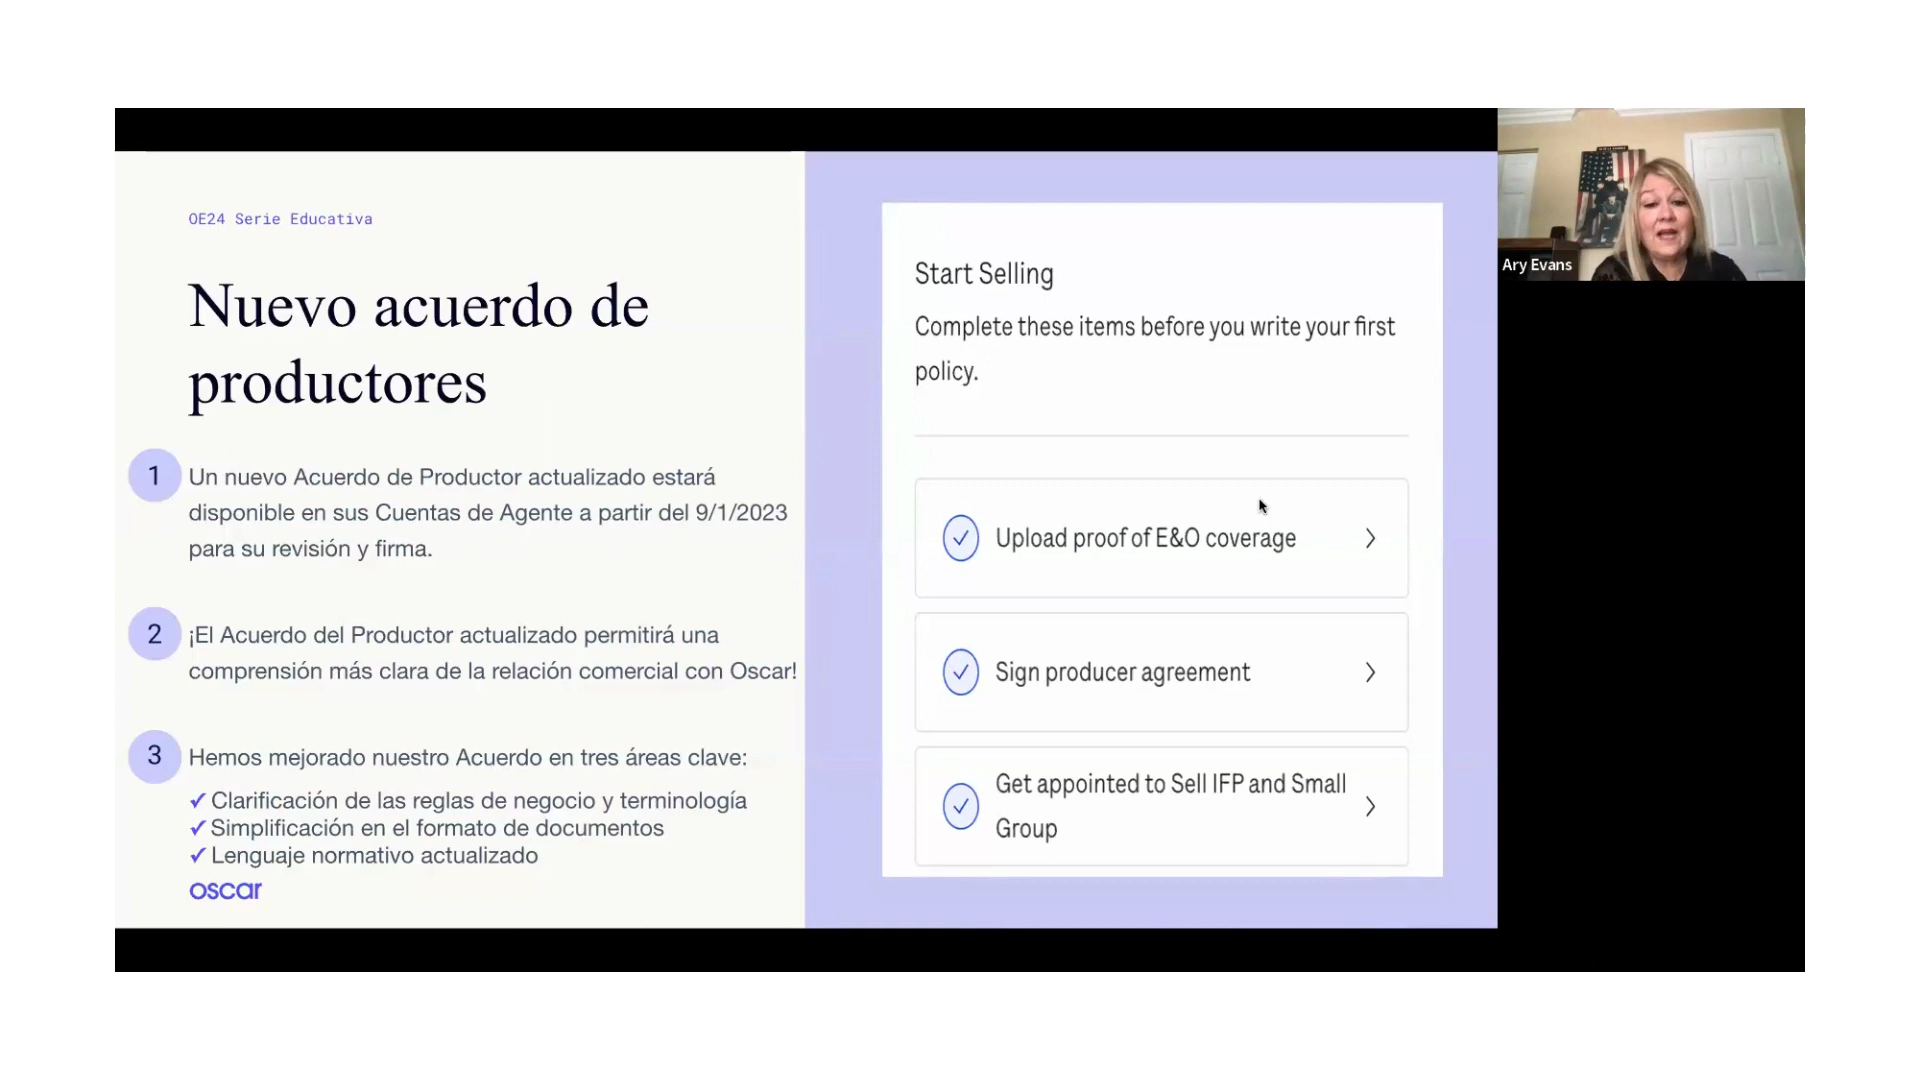 OE24 Serie Educativa
Nuevo acuerdo de
productores
1
Un nuevo Acuerdo de Productor actualizado estará
disponible en sus Cuentas de Agente a partir del 9/1/2023
para su revisión y firma.
2
¡El Acuerdo del Productor actualizado permitirá una
comprensión más clara de la relación comercial con Oscar!
3
Hemos mejorado nuestro Acuerdo en tres áreas clave:
✓ Clarificación de las reglas de negocio y terminología
✓ Simplificación en el formato de documentos
✓ Lenguaje normativo actualizado
oscar
Start Selling
Complete these items before you write your first
policy.
Upload proof of E&O coverage
Sign producer agreement
Get appointed to Sell IFP and Small
Group
Ary Evans